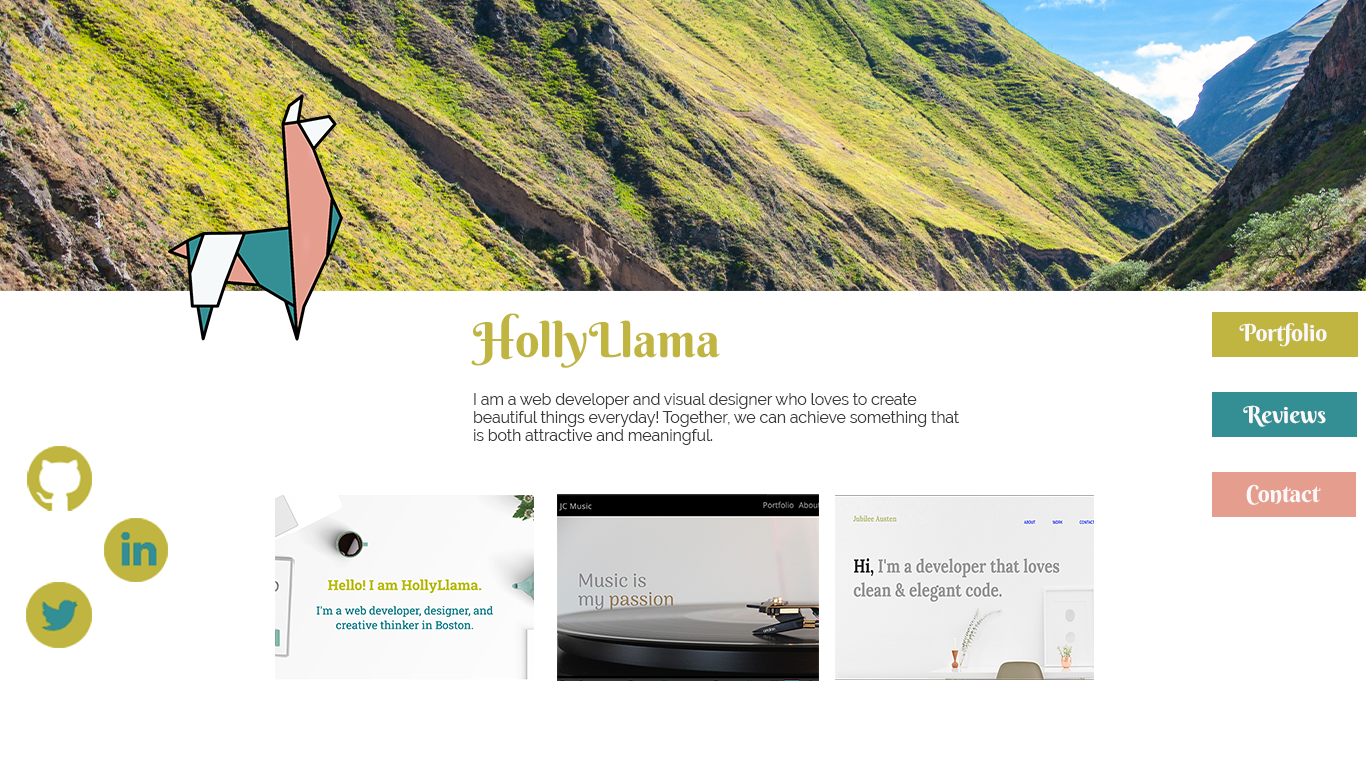 HollyLlama
I am a web developer and visual designer who loves to create
beautiful things everyday! Together, we can achieve something that
is both attractive and meaningful.
Portfolio
Reviews
Contact
in
Hello! I am HollyLlama.
I'm a web developer, designer, and
creative thinker in Boston.
JC Music
Portfolio Abou
Music is
my passion
Jubilee Austen
ABOUT WORK CONTACT
Hi, I'm a developer that loves
clean & elegant code.